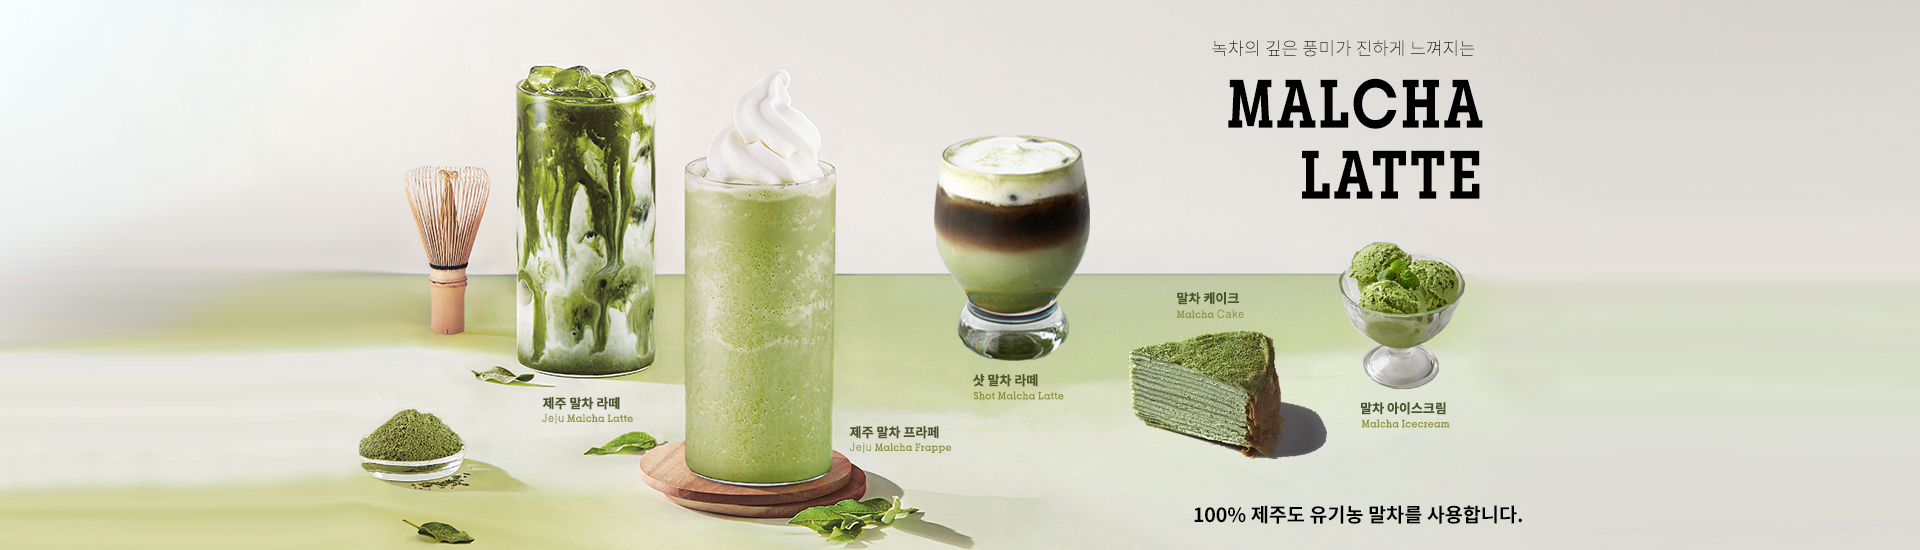 녹차의 깊은 풍미가 진하게 느껴지는
MALCHA
LATTE
말차 케이크
Malcha Cake
샷 말차 라떼
Shot Malcha Latte
제주 말차 라떼
Jeju Malcha Latte
말차 아이스크림
Malcha Icecream
제주 말차 프라페
Jeju Malcha Frappe
100% 제주도 유기농 말차를 사용합니다.